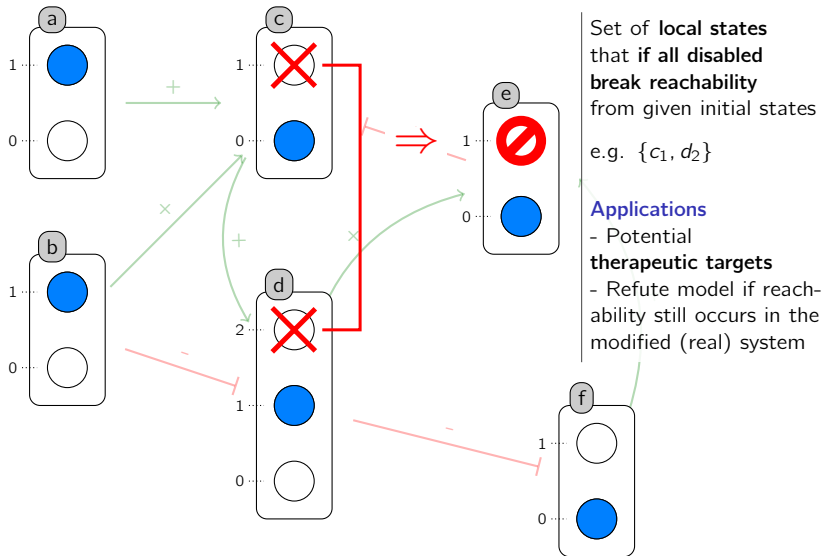 a
1
0
b
1
0
+
×
-
c
1
0
+
d
2
1
0
⇒
×
-
e
1
0
f
1
0
Set of local states
that if all disabled
break reachability
from given initial states
e.g. {c₁, d₂}
Applications
- Potential
therapeutic targets
- Refute model if reach-
ability still occurs in the
modified (real) system